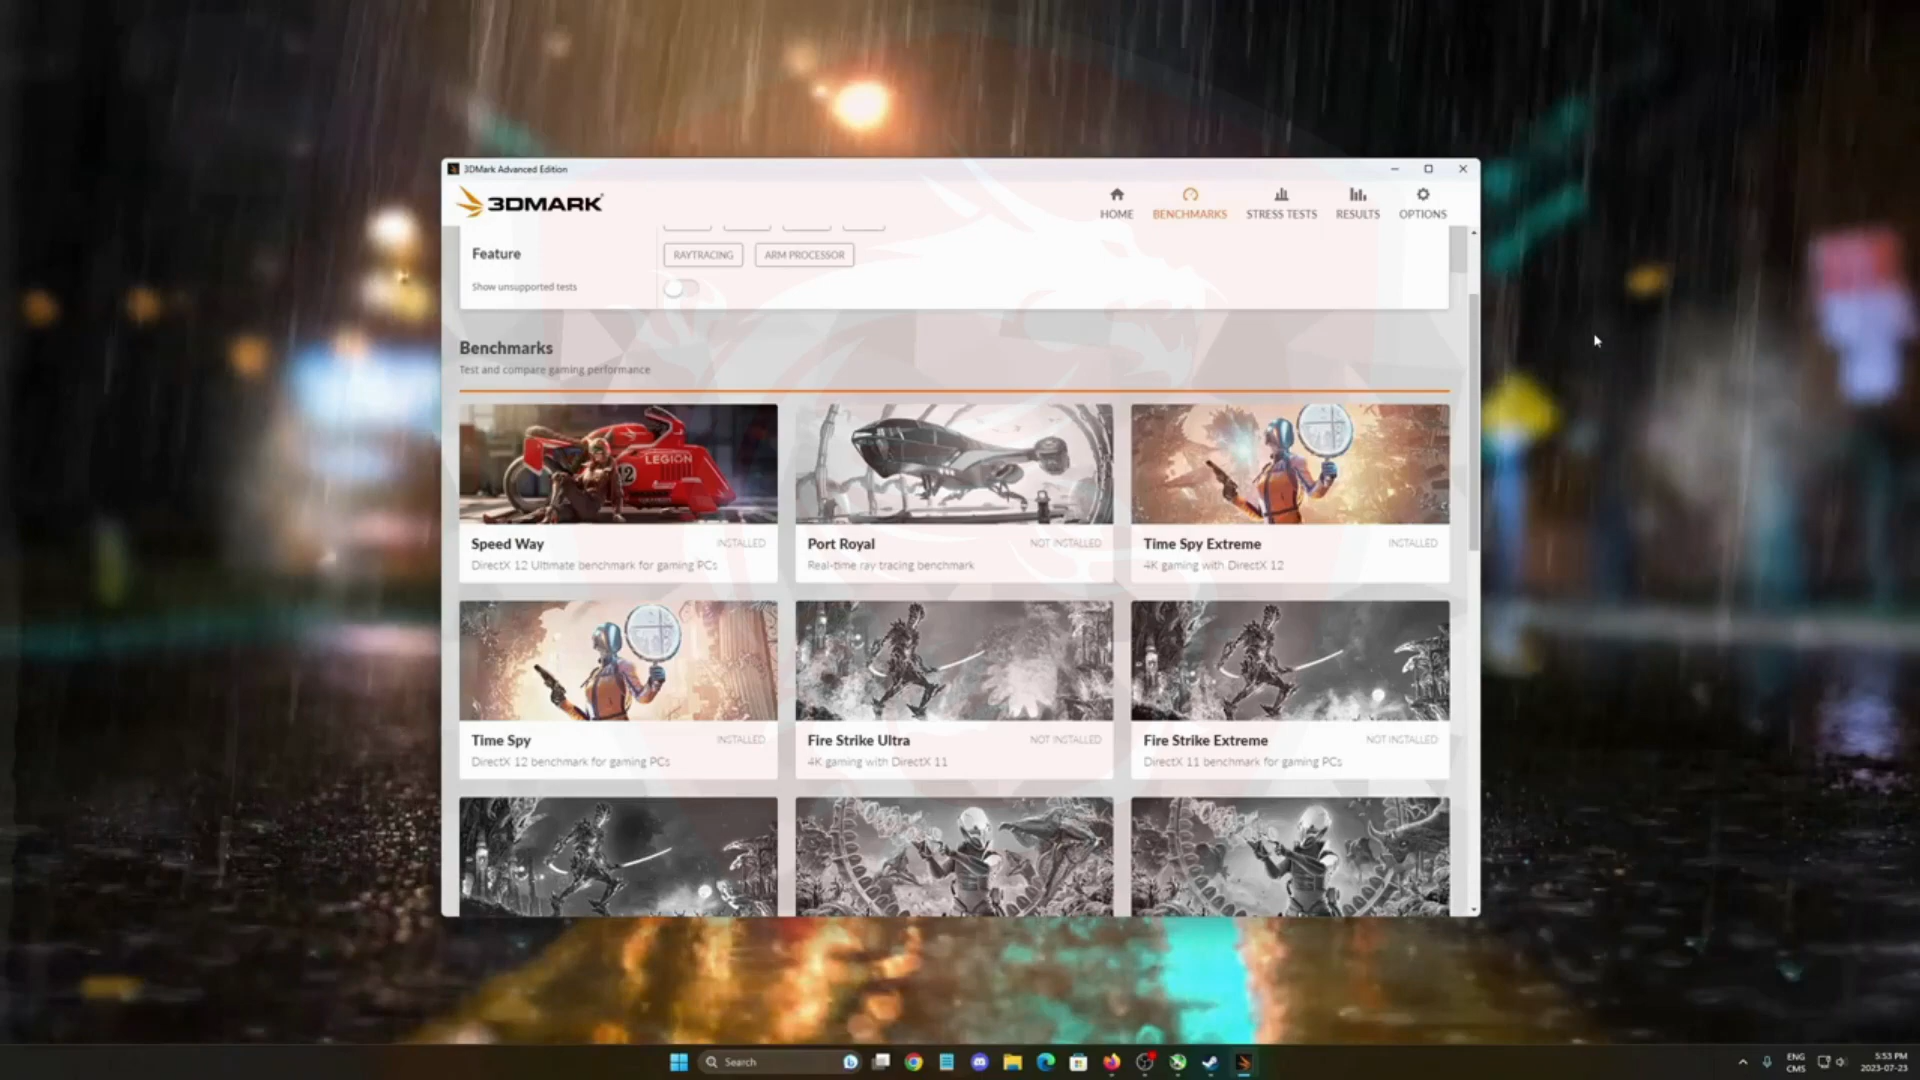 3DMark Advanced Edition
3DMARK
HOME
BENCHMARKS
STRESS TESTS
RESULTS
OPTIONS
Feature
RAYTRACING
ARM PROCESSOR
Show unsupported tests
Benchmarks
Test and compare gaming performance
LEGION
12
Speed Way
INSTALLED
DirectX 12 Ultimate benchmark for gaming PCs
Port Royal
NOT INSTALLED
Real-time ray tracing benchmark
Time Spy Extreme
INSTALLED
4K gaming with DirectX 12
Time Spy
INSTALLED
DirectX 12 benchmark for gaming PCs
Fire Strike Ultra
NOT INSTALLED
4K gaming with DirectX 11
Fire Strike Extreme
NOT INSTALLED
DirectX 11 benchmark for gaming PCs
Search
ENG
CMS
5:53 PM
2023-07-23